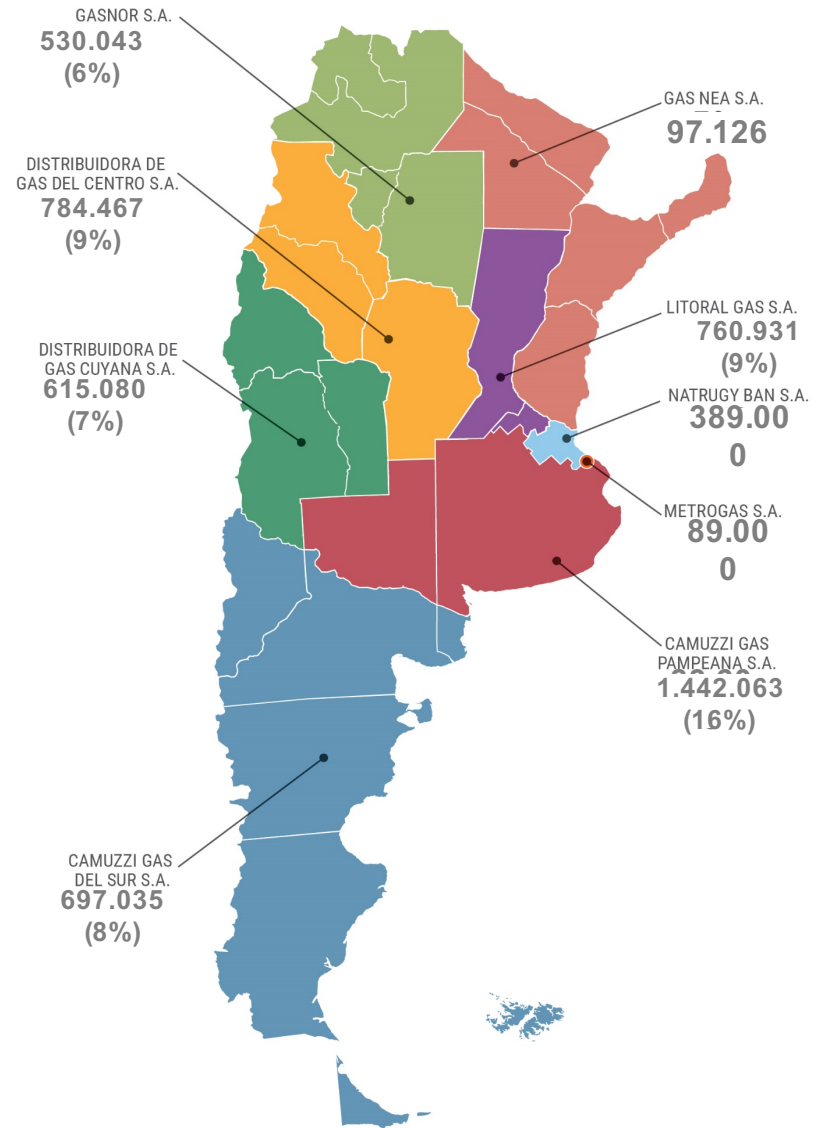 GASNOR S.A.
530.043
(6%)
GAS NEA S.A.
97.126
DISTRIBUIDORA DE
GAS DEL CENTRO S.A.
784.467
(9%)
LITORAL GAS S.A.
760.931
(9%)
DISTRIBUIDORA DE
GAS CUYANA S.A.
615.080
(7%)
NATRUGY BAN S.A.
389.00
0
METROGAS S.A.
89.00
0
CAMUZZI GAS
PAMPEANA S.A.
1.442.063
(16%)
CAMUZZI GAS
DEL SUR S.A.
697.035
(8%)